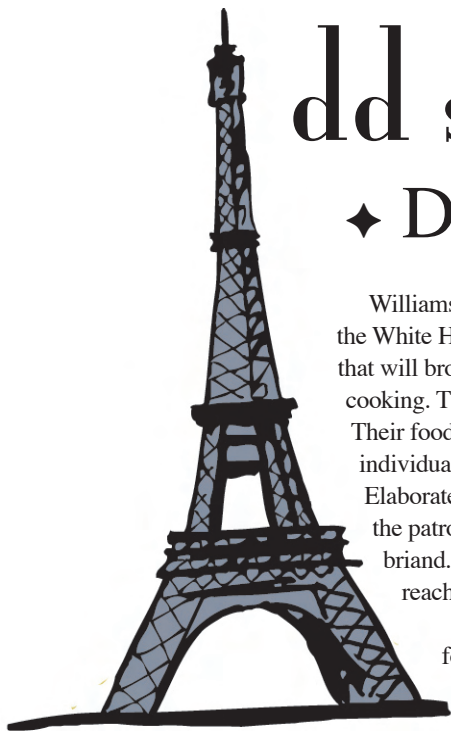 dd s
✦ D
Williams
the White H
that will bro
cooking. T
Their food
individua
Elaborate
the patro
briand.
reach
fo